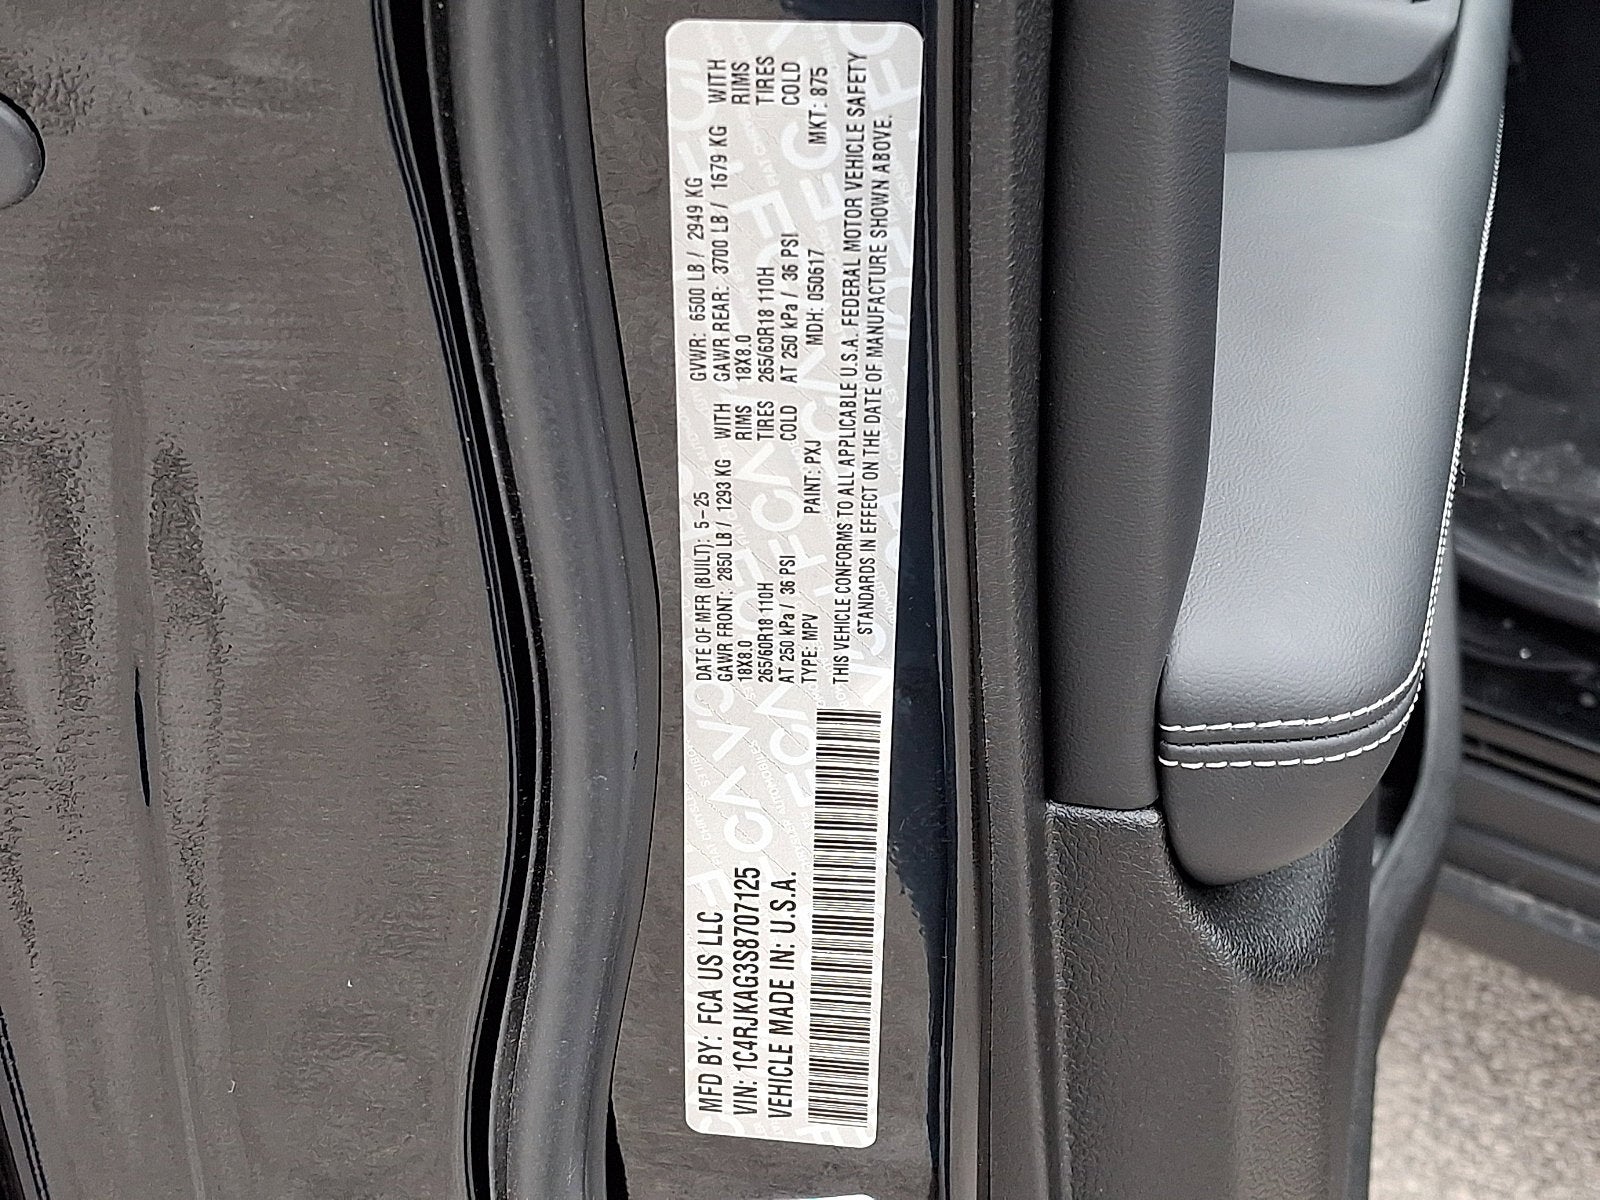 MFD BY: FCA US LLC
VIN: 1C4RJKAG3S8707125
VEHICLE MADE IN: U.S.A.
DATE OF MFR (BUILT): 5-25 GVWR: 6500 LB / 2949 KG
GAWR FRONT: 2850 LB / 1293 KG WITH GAWR REAR: 3700 LB / 1679 KG WITH
18X8.0 RIMS 18X8.0 RIMS
265/60R18 110H TIRES 265/60R18 110H TIRES
AT 250 kPa / 36 PSI COLD AT 250 kPa / 36 PSI COLD
TYPE: MPV PAINT: PXJ MDH: 050617 MKT: 875
THIS VEHICLE CONFORMS TO ALL APPLICABLE U.S.A. FEDERAL MOTOR VEHICLE SAFETY
STANDARDS IN EFFECT ON THE DATE OF MANUFACTURE SHOWN ABOVE.